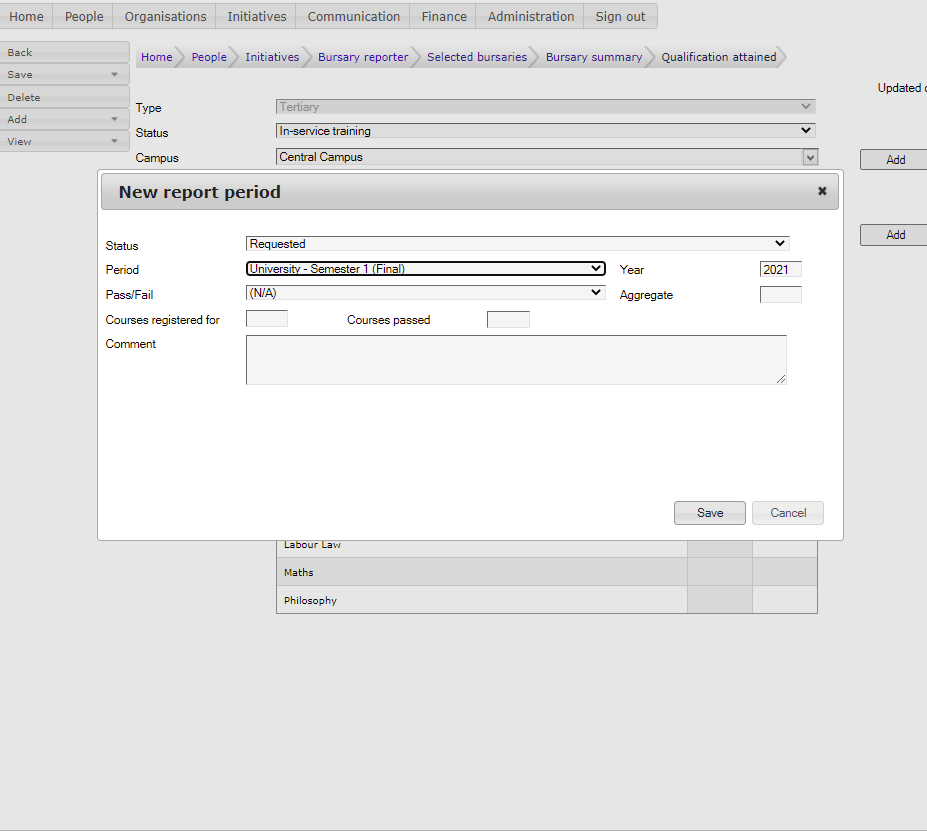 Home People Organisations Initiatives Communication Finance Administration Sign out
Back
Save
Delete
Add
View
Home People Initiatives Bursary reporter Selected bursaries Bursary summary Qualification attained
Updated
Type Tertiary
Status In-service training
Campus Central Campus
Add
Add
New report period
Status Requested
Period University - Semester 1 (Final) Year 2021
Pass/Fail (N/A) Aggregate
Courses registered for Courses passed
Comment
Save Cancel
Labour Law
Maths
Philosophy